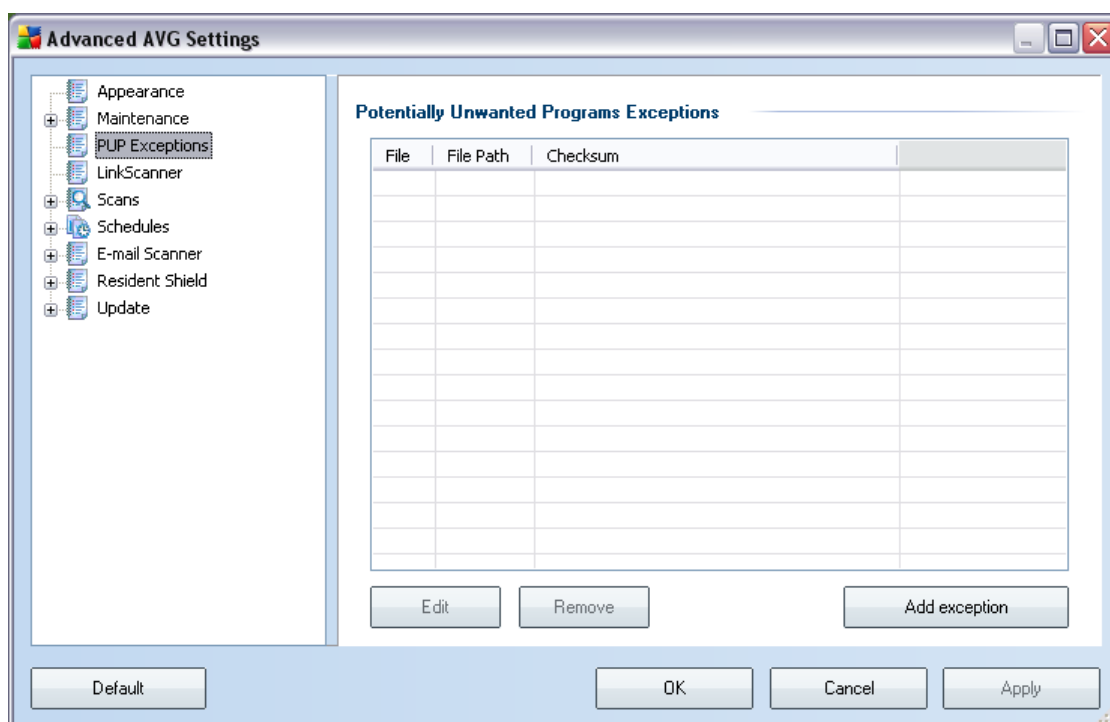 Advanced AVG Settings
Appearance
Maintenance
PUP Exceptions
LinkScanner
Scans
Schedules
E-mail Scanner
Resident Shield
Update
Potentially Unwanted Programs Exceptions
File File Path Checksum
Edit Remove Add exception
Default OK Cancel Apply